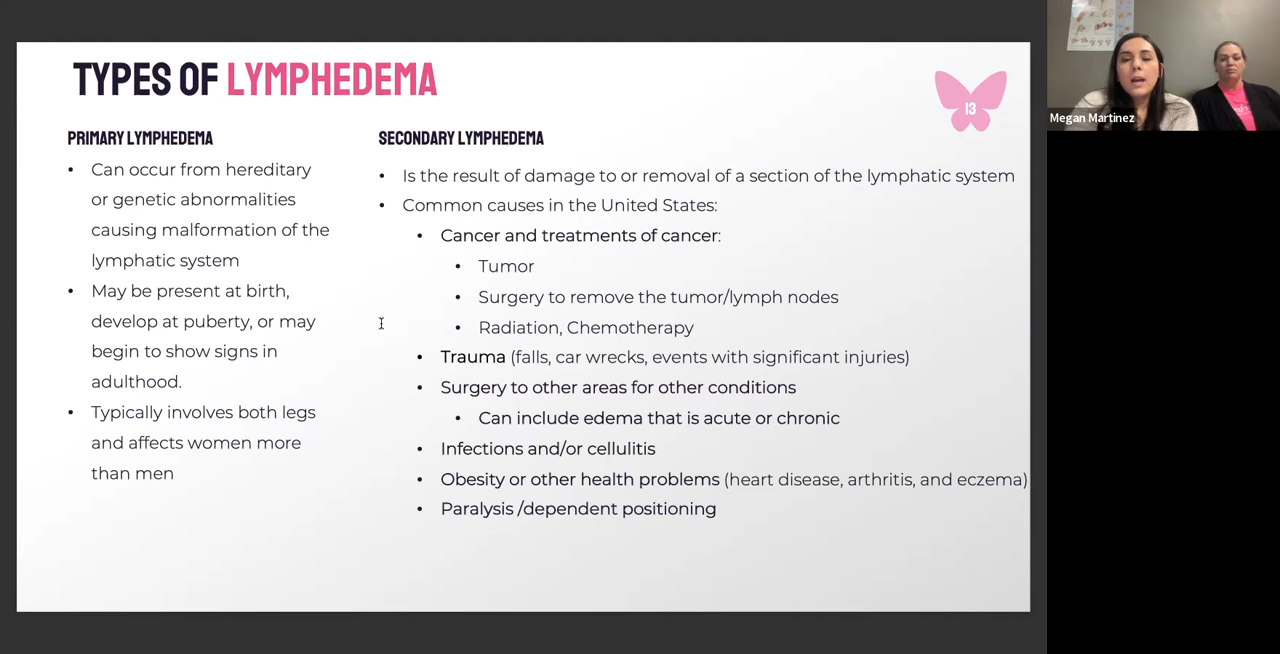 TYPES OF LYMPHEDEMA
13
PRIMARY LYMPHEDEMA
• Can occur from hereditary
or genetic abnormalities
causing malformation of the
lymphatic system
• May be present at birth,
develop at puberty, or may
begin to show signs in
adulthood.
• Typically involves both legs
and affects women more
than men
SECONDARY LYMPHEDEMA
• Is the result of damage to or removal of a section of the lymphatic system
• Common causes in the United States:
• Cancer and treatments of cancer:
• Tumor
• Surgery to remove the tumor/lymph nodes
• Radiation, Chemotherapy
• Trauma (falls, car wrecks, events with significant injuries)
• Surgery to other areas for other conditions
• Can include edema that is acute or chronic
• Infections and/or cellulitis
• Obesity or other health problems (heart disease, arthritis, and eczema)
• Paralysis /dependent positioning
Megan Martinez